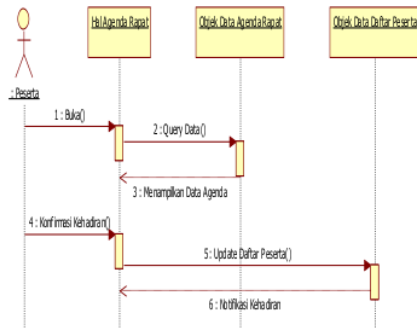 Hal Agenda Rapat
Objek Data Agenda Rapat
Objek Data Daftar Peserta
: Peserta
1 : Buka()
2 : Query Data()
3 : Menampilkan Data Agenda
4 : Konfirmasi Kehadiran()
5 : Update Daftar Peserta()
6 : Notifikasi Kehadiran